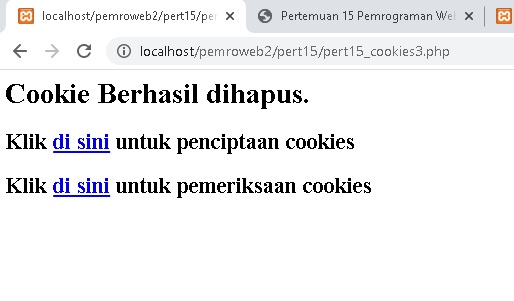 localhost/pemroweb2/pert15/per
Pertemuan 15 Pemrograman Web
localhost/pemroweb2/pert15/pert15_cookies3.php
Cookie Berhasil dihapus.
Klik di sini untuk penciptaan cookies
Klik di sini untuk pemeriksaan cookies